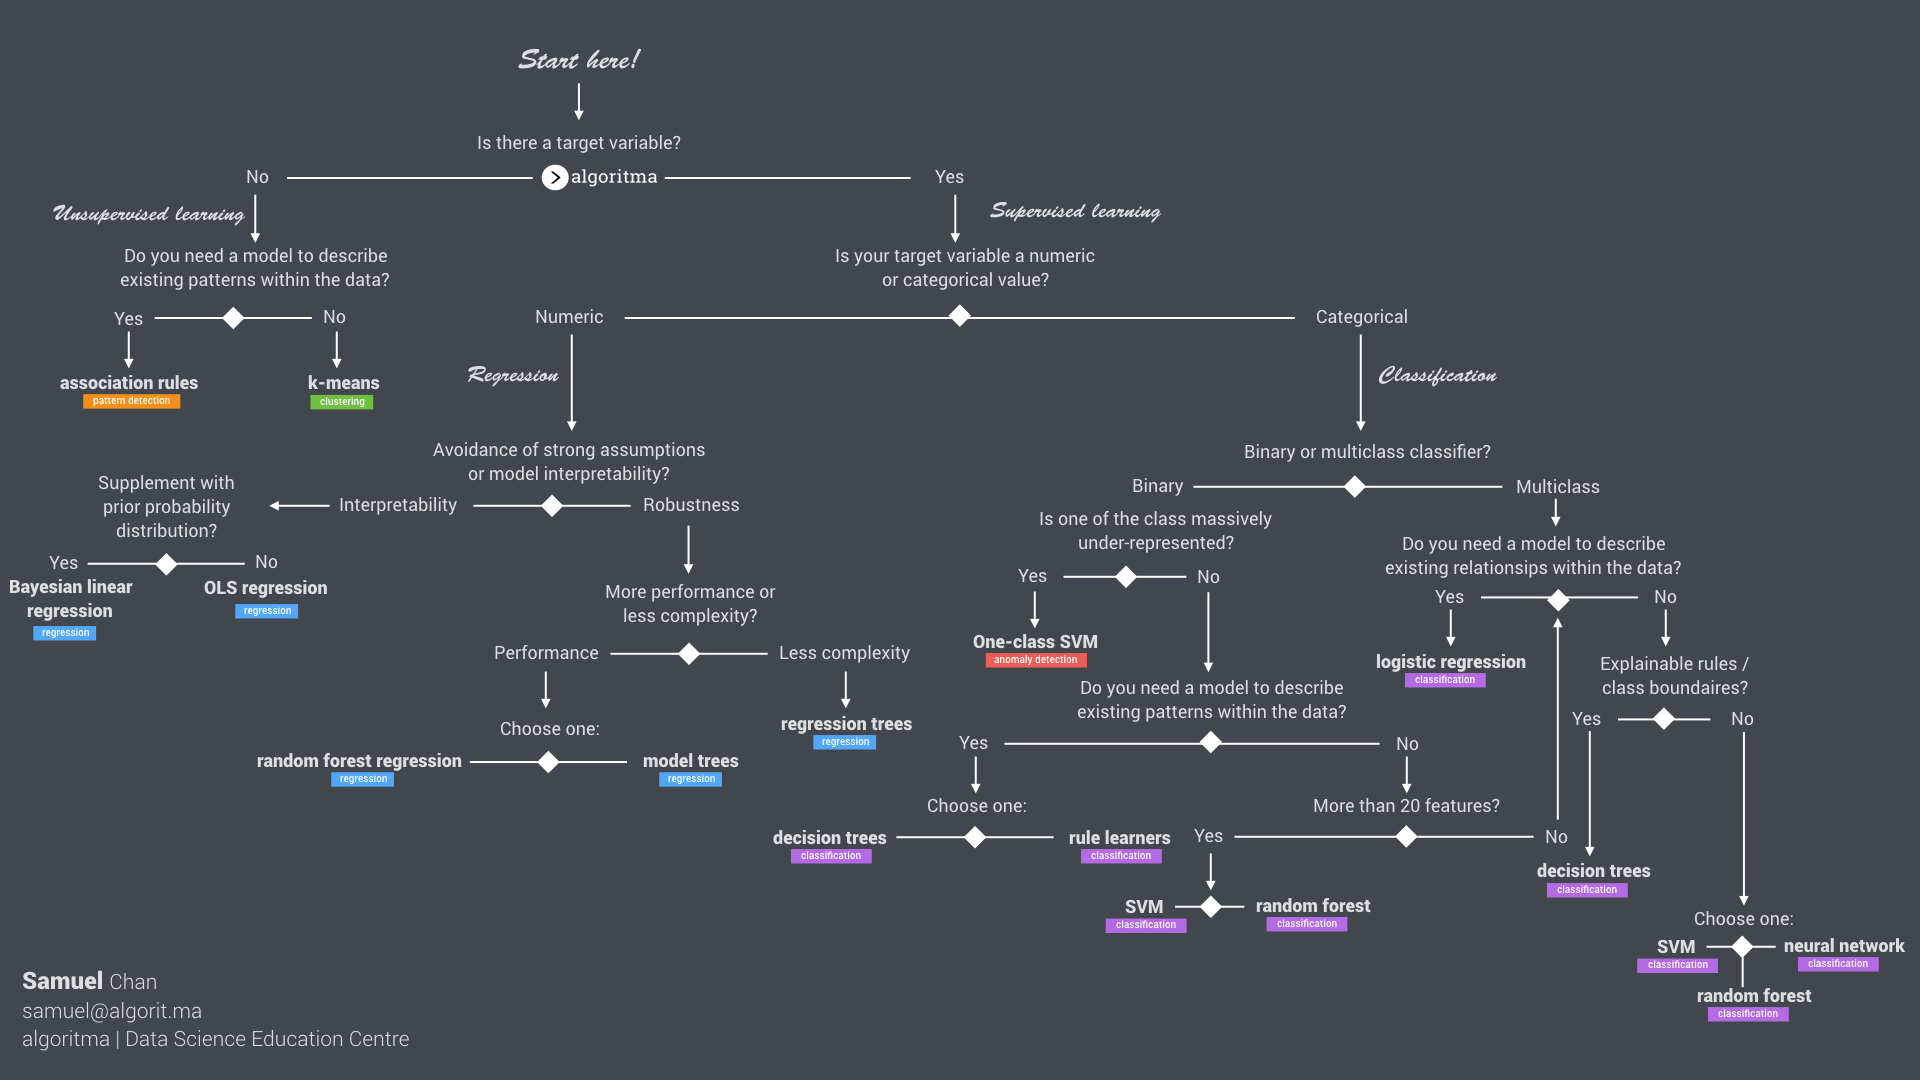 Start here!
Is there a target variable?
No
algoritma
Yes
Unsupervised learning
Supervised learning
Do you need a model to describe
existing patterns within the data?
Is your target variable a numeric
or categorical value?
Yes
No
Numeric
Categorical
association rules
pattern detection
k-means
clustering
Regression
Classification
Avoidance of strong assumptions
or model interpretability?
Interpretability
Robustness
Supplement with
prior probability
distribution?
Yes
No
Bayesian linear
regression
regression
OLS regression
regression
More performance or
less complexity?
Performance
Less complexity
Choose one:
regression trees
regression
random forest regression
regression
model trees
regression
Binary or multiclass classifier?
Binary
Multiclass
Is one of the class massively
under-represented?
Yes
No
One-class SVM
anomaly detection
Do you need a model to describe
existing patterns within the data?
Yes
No
Choose one:
decision trees
classification
rule learners
classification
More than 20 features?
Yes
No
SVM
classification
random forest
classification
Do you need a model to describe
existing relationsips within the data?
Yes
No
logistic regression
classification
Explainable rules /
class boundaires?
Yes
No
decision trees
classification
Choose one:
SVM
classification
neural network
classification
random forest
classification
Samuel Chan
samuel@algorit.ma
algoritma | Data Science Education Centre